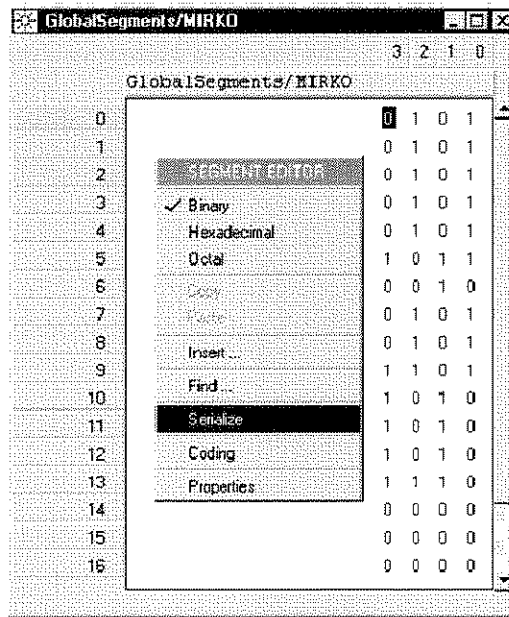 GlobalSegments/MIRKO
3 2 1 0
GlobalSegments/MIRKO
0 0 1 0 1
1 0 1 0 1
2 0 1 0 1
3 0 1 0 1
4 0 1 0 1
5 1 0 1 1
6 0 0 1 0
7 0 1 0 1
8 0 1 0 1
9 1 1 0 1
10 1 0 1 0
11 1 0 1 0
12 1 0 1 0
13 1 1 1 0
14 0 0 0 0
15 0 0 0 0
16 0 0 0 0
SEGMENT EDITOR
Binary
Hexadecimal
Octal
Copy
Paste
Insert ...
Find ...
Serialize
Coding
Properties